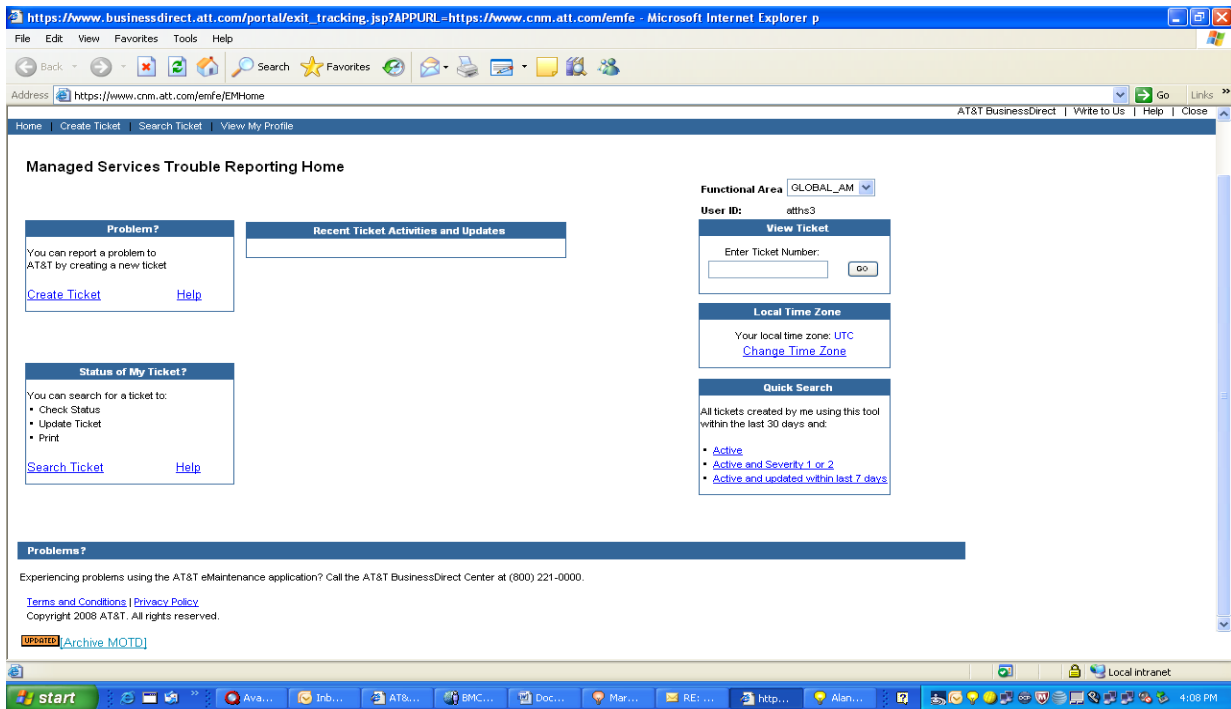 https://www.businessdirect.att.com/portal/exit_tracking.jsp?APPURL=https://www.cnm.att.com/emfe - Microsoft Internet Explorer p
File Edit View Favorites Tools Help
Back Search Favorites
Address https://www.cnm.att.com/emfe/EMHome Go Links »
AT&T BusinessDirect | Write to Us | Help | Close
Home | Create Ticket | Search Ticket | View My Profile
Managed Services Trouble Reporting Home
Functional Area GLOBAL_AM
User ID: atths3
Problem?
You can report a problem to
AT&T by creating a new ticket
Create Ticket Help
Recent Ticket Activities and Updates
View Ticket
Enter Ticket Number:
GO
Local Time Zone
Your local time zone: UTC
Change Time Zone
Status of My Ticket?
You can search for a ticket to:
▪ Check Status
▪ Update Ticket
▪ Print
Search Ticket Help
Quick Search
All tickets created by me using this tool
within the last 30 days and:
▪ Active
▪ Active and Severity 1 or 2
▪ Active and updated within last 7 days
Problems?
Experiencing problems using the AT&T eMaintenance application? Call the AT&T BusinessDirect Center at (800) 221-0000.
Terms and Conditions | Privacy Policy
Copyright 2008 AT&T. All rights reserved.
UPDATED [Archive MOTD]
Local intranet
start » Ava... Inb... AT&... BMC... Doc... Mar... RE: ... http... Alan... 4:08 PM